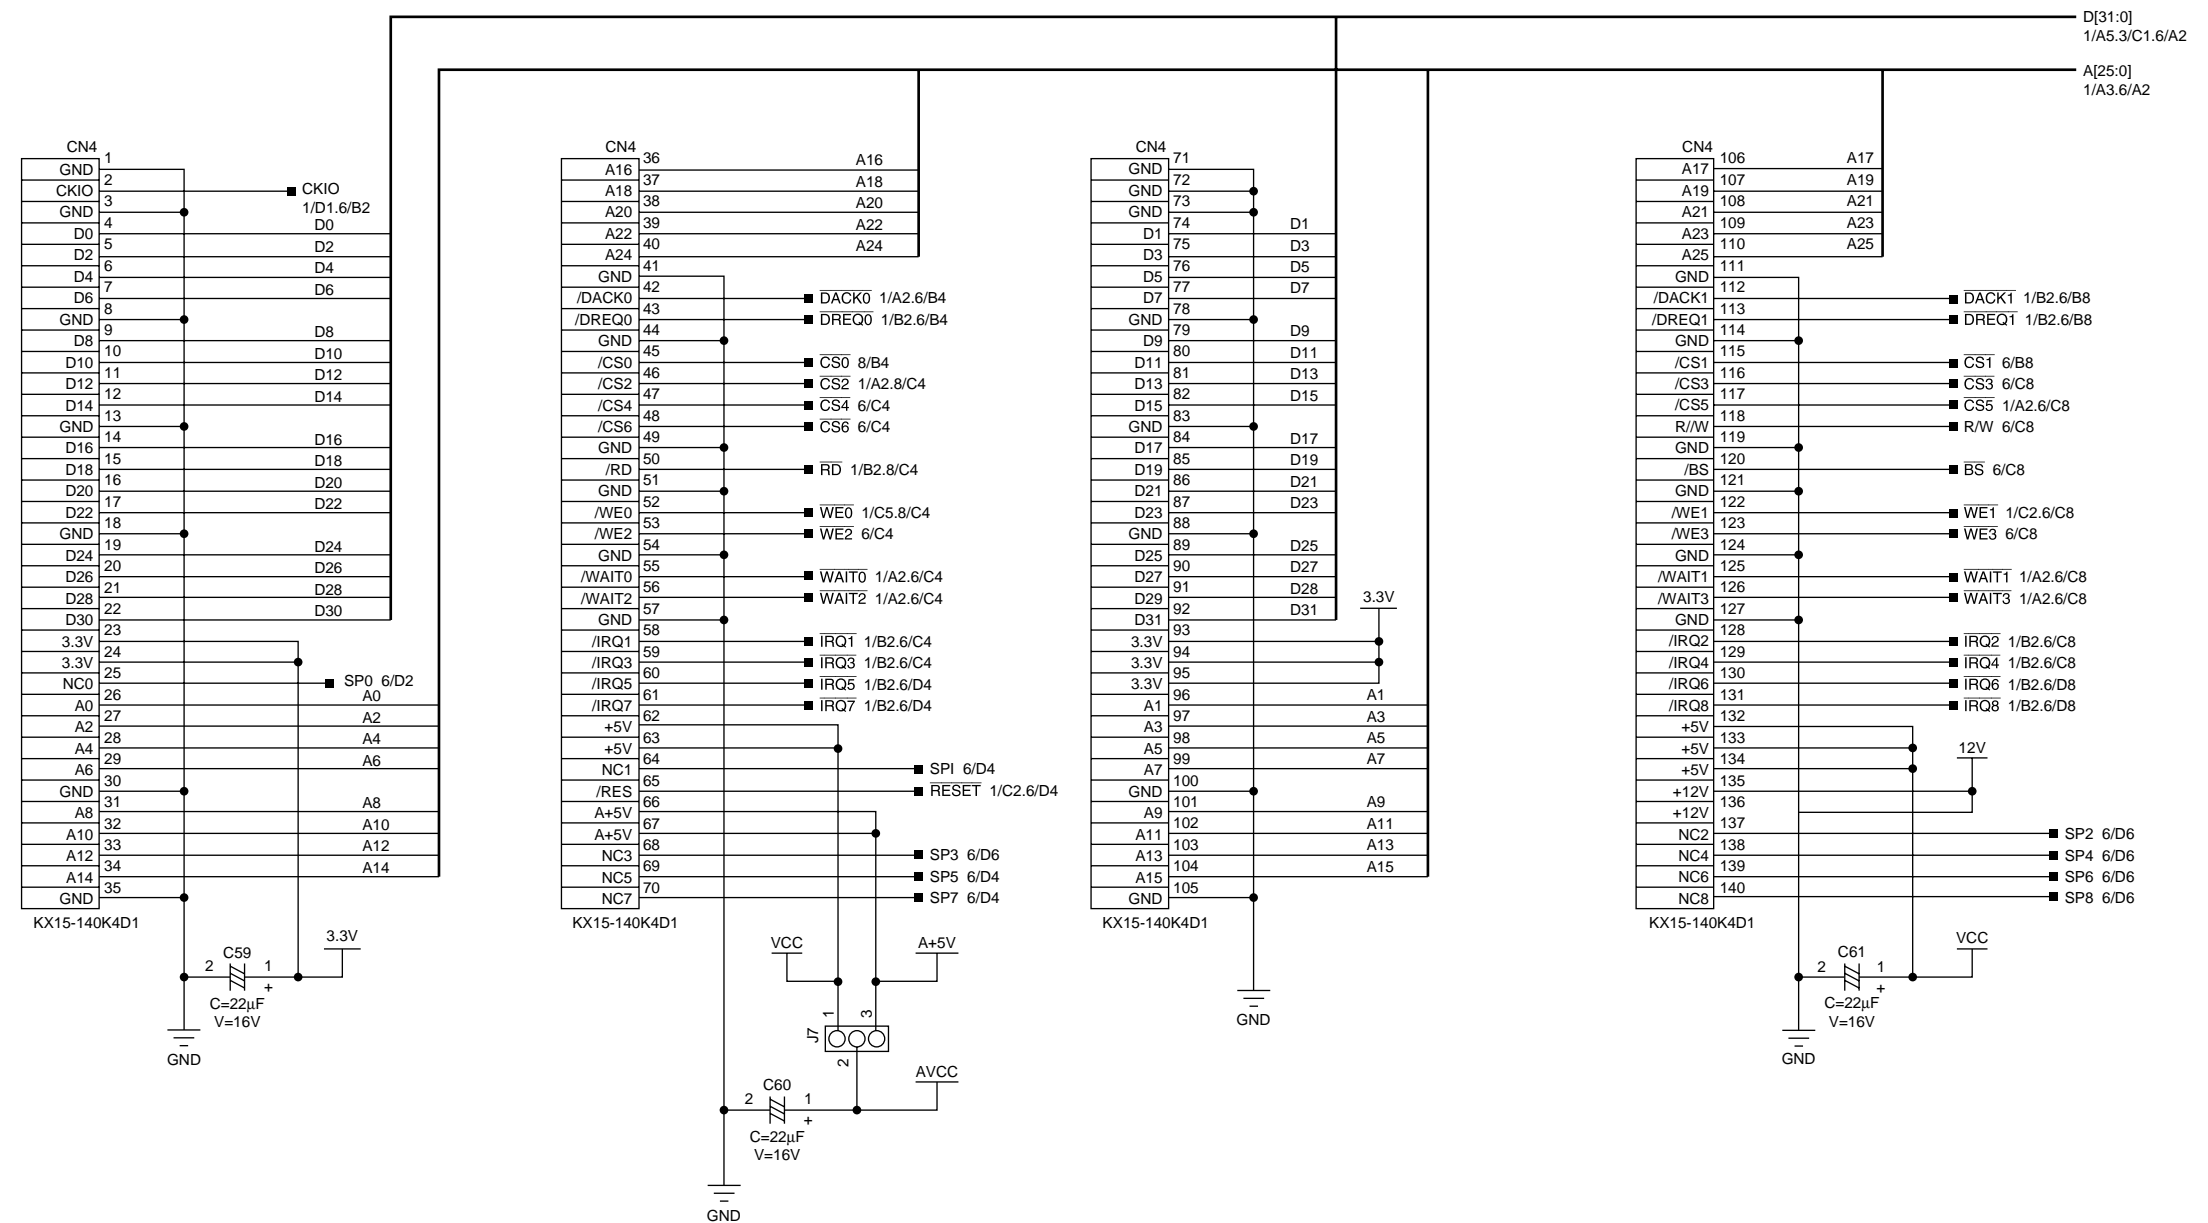 D[31:0]
1/A5.3/C1.6/A2
A[25:0]
1/A3.6/A2
CN4
GND 1
CKIO 2 CKIO
1/D1.6/B2
GND 3
D0 4 D0
D2 5 D2
D4 6 D4
D6 7 D6
GND 8
D8 9 D8
D10 10 D10
D12 11 D12
D14 12 D14
GND 13
D16 14 D16
D18 15 D18
D20 16 D20
D22 17 D22
GND 18
D24 19 D24
D26 20 D26
D28 21 D28
D30 22 D30
3.3V 23
3.3V 24
NC0 25 SP0 6/D2
A0 26 A0
A2 27 A2
A4 28 A4
A6 29 A6
GND 30
A8 31 A8
A10 32 A10
A12 33 A12
A14 34 A14
GND 35
KX15-140K4D1
3.3V
C59
2 1
+
C=22µF
V=16V
GND
CN4
A16 36 A16
A18 37 A18
A20 38 A20
A22 39 A22
A24 40 A24
GND 41
/DACK0 42 DACK0 1/A2.6/B4
/DREQ0 43 DREQ0 1/B2.6/B4
GND 44
/CS0 45 CS0 8/B4
/CS2 46 CS2 1/A2.8/C4
/CS4 47 CS4 6/C4
/CS6 48 CS6 6/C4
GND 49
/RD 50 RD 1/B2.8/C4
GND 51
/WE0 52 WE0 1/C5.8/C4
/WE2 53 WE2 6/C4
GND 54
/WAIT0 55 WAIT0 1/A2.6/C4
/WAIT2 56 WAIT2 1/A2.6/C4
GND 57
/IRQ1 58 IRQ1 1/B2.6/C4
/IRQ3 59 IRQ3 1/B2.6/C4
/IRQ5 60 IRQ5 1/B2.6/D4
/IRQ7 61 IRQ7 1/B2.6/D4
+5V 62
+5V 63
NC1 64 SPI 6/D4
/RES 65 RESET 1/C2.6/D4
A+5V 66
A+5V 67
NC3 68 SP3 6/D6
NC5 69 SP5 6/D4
NC7 70 SP7 6/D4
KX15-140K4D1
VCC
A+5V
1 3
J7
2
AVCC
C60
2 1
+
C=22µF
V=16V
GND
CN4
GND 71
GND 72
GND 73
D1 74 D1
D3 75 D3
D5 76 D5
D7 77 D7
GND 78
D9 79 D9
D11 80 D11
D13 81 D13
D15 82 D15
GND 83
D17 84 D17
D19 85 D19
D21 86 D21
D23 87 D23
GND 88
D25 89 D25
D27 90 D27
D29 91 D28
D31 92 D31
3.3V
3.3V 93
3.3V 94
3.3V 95
A1 96 A1
A3 97 A3
A5 98 A5
A7 99 A7
GND 100
A9 101 A9
A11 102 A11
A13 103 A13
A15 104 A15
GND 105
KX15-140K4D1
GND
CN4
A17 106 A17
A19 107 A19
A21 108 A21
A23 109 A23
A25 110 A25
GND 111
/DACK1 112 DACK1 1/B2.6/B8
/DREQ1 113 DREQ1 1/B2.6/B8
GND 114
/CS1 115 CS1 6/B8
/CS3 116 CS3 6/C8
/CS5 117 CS5 1/A2.6/C8
R//W 118 R/W 6/C8
GND 119
/BS 120 BS 6/C8
GND 121
/WE1 122 WE1 1/C2.6/C8
/WE3 123 WE3 6/C8
GND 124
/WAIT1 125 WAIT1 1/A2.6/C8
/WAIT3 126 WAIT3 1/A2.6/C8
GND 127
/IRQ2 128 IRQ2 1/B2.6/C8
/IRQ4 129 IRQ4 1/B2.6/C8
/IRQ6 130 IRQ6 1/B2.6/D8
/IRQ8 131 IRQ8 1/B2.6/D8
+5V 132
+5V 133
+5V 134
12V
+12V 135
+12V 136
NC2 137 SP2 6/D6
NC4 138 SP4 6/D6
NC6 139 SP6 6/D6
NC8 140 SP8 6/D6
KX15-140K4D1
VCC
C61
2 1
+
C=22µF
V=16V
GND